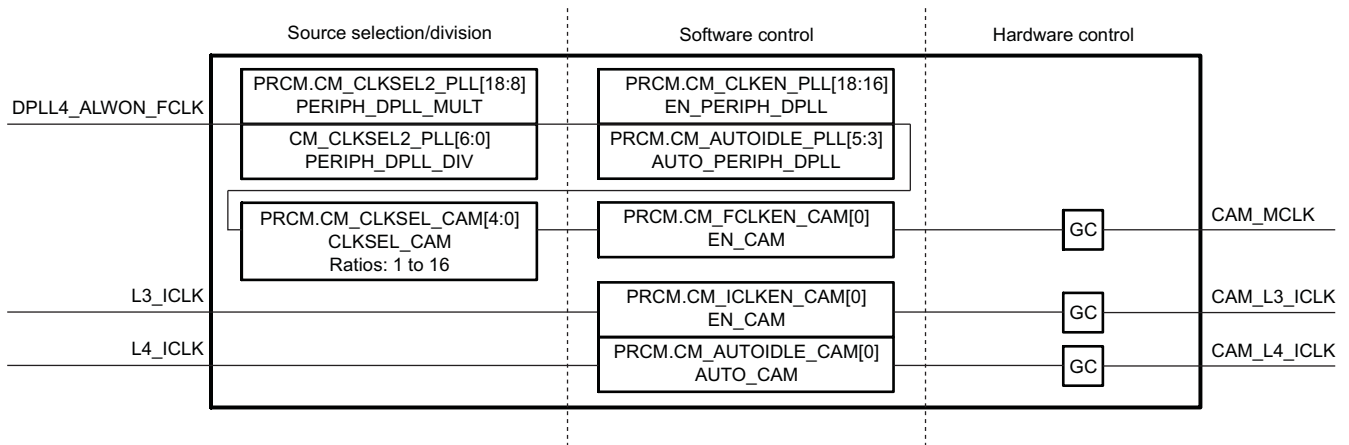 Source selection/division
Software control
Hardware control
DPLL4_ALWON_FCLK
PRCM.CM_CLKSEL2_PLL[18:8]
PERIPH_DPLL_MULT
PRCM.CM_CLKEN_PLL[18:16]
EN_PERIPH_DPLL
CM_CLKSEL2_PLL[6:0]
PERIPH_DPLL_DIV
PRCM.CM_AUTOIDLE_PLL[5:3]
AUTO_PERIPH_DPLL
PRCM.CM_CLKSEL_CAM[4:0]
CLKSEL_CAM
Ratios: 1 to 16
PRCM.CM_FCLKEN_CAM[0]
EN_CAM
GC
CAM_MCLK
L3_ICLK
PRCM.CM_ICLKEN_CAM[0]
EN_CAM
GC
CAM_L3_ICLK
L4_ICLK
PRCM.CM_AUTOIDLE_CAM[0]
AUTO_CAM
GC
CAM_L4_ICLK